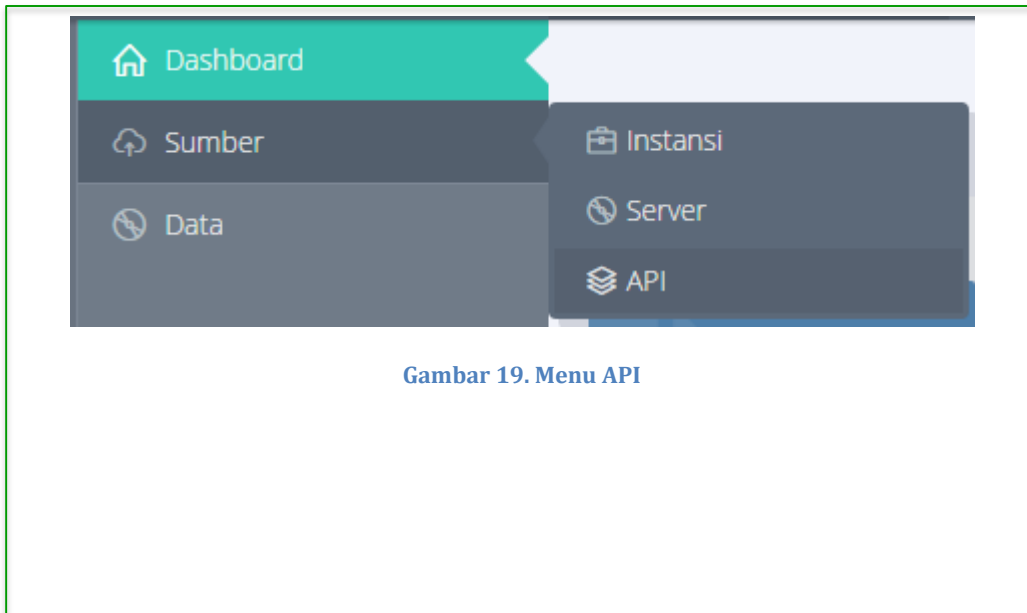 Dashboard
Sumber
Data
Instansi
Server
API
Gambar 19. Menu API